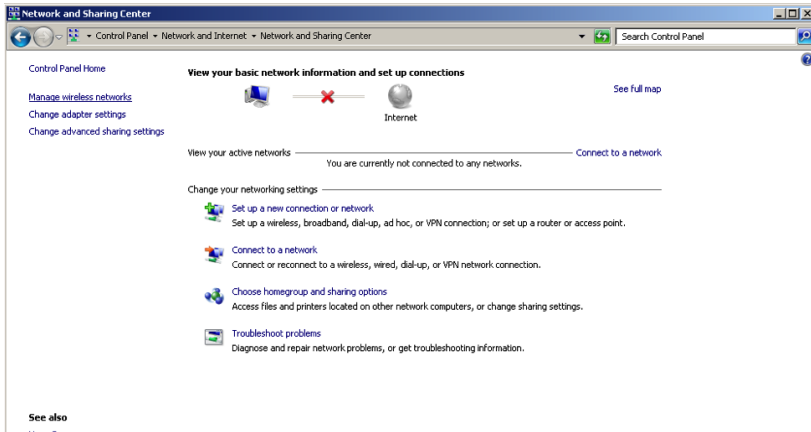 Network and Sharing Center
Control Panel Network and Internet Network and Sharing Center
Search Control Panel
Control Panel Home
Manage wireless networks
Change adapter settings
Change advanced sharing settings
View your basic network information and set up connections
See full map
Internet
View your active networks
Connect to a network
You are currently not connected to any networks.
Change your networking settings
Set up a new connection or network
Set up a wireless, broadband, dial-up, ad hoc, or VPN connection; or set up a router or access point.
Connect to a network
Connect or reconnect to a wireless, wired, dial-up, or VPN network connection.
Choose homegroup and sharing options
Access files and printers located on other network computers, or change sharing settings.
Troubleshoot problems
Diagnose and repair network problems, or get troubleshooting information.
See also